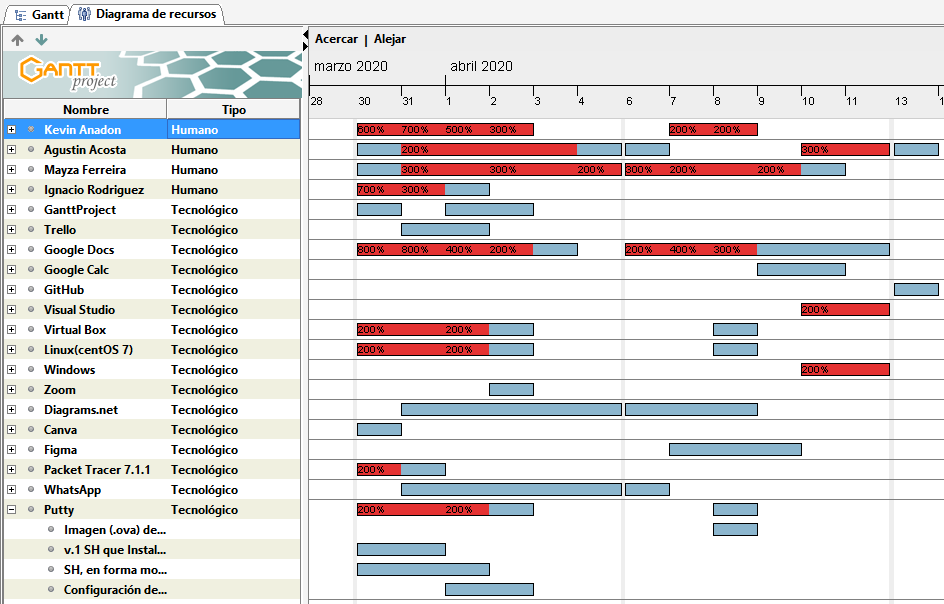 Gantt Diagrama de recursos
Acercar | Alejar
GANTT project
marzo 2020 abril 2020
Nombre Tipo
28 30 31 1 2 3 4 6 7 8 9 10 11 13 1
Kevin Anadon Humano 600% 700% 500% 300% 200% 200%
Agustin Acosta Humano 200% 300%
Mayza Ferreira Humano 300% 300% 200% 300% 200% 200%
Ignacio Rodriguez Humano 700% 300%
GanttProject Tecnológico
Trello Tecnológico
Google Docs Tecnológico 800% 800% 400% 200% 200% 400% 300%
Google Calc Tecnológico
GitHub Tecnológico
Visual Studio Tecnológico 200%
Virtual Box Tecnológico 200% 200%
Linux(centOS 7) Tecnológico 200% 200%
Windows Tecnológico 200%
Zoom Tecnológico
Diagrams.net Tecnológico
Canva Tecnológico
Figma Tecnológico
Packet Tracer 7.1.1 Tecnológico 200%
WhatsApp Tecnológico
Putty Tecnológico 200% 200%
Imagen (.ova) de...
v.1 SH que Instal...
SH, en forma mo...
Configuración de...